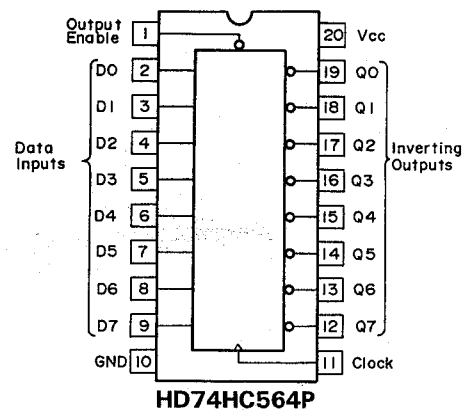 Output
Enable 1 20 Vcc
D0 2 19 Q0
D1 3 18 Q1
D2 4 17 Q2
Data
Inputs
Inverting
Outputs
D3 5 16 Q3
D4 6 15 Q4
D5 7 14 Q5
D6 8 13 Q6
D7 9 12 Q7
GND 10 11 Clock
HD74HC564P